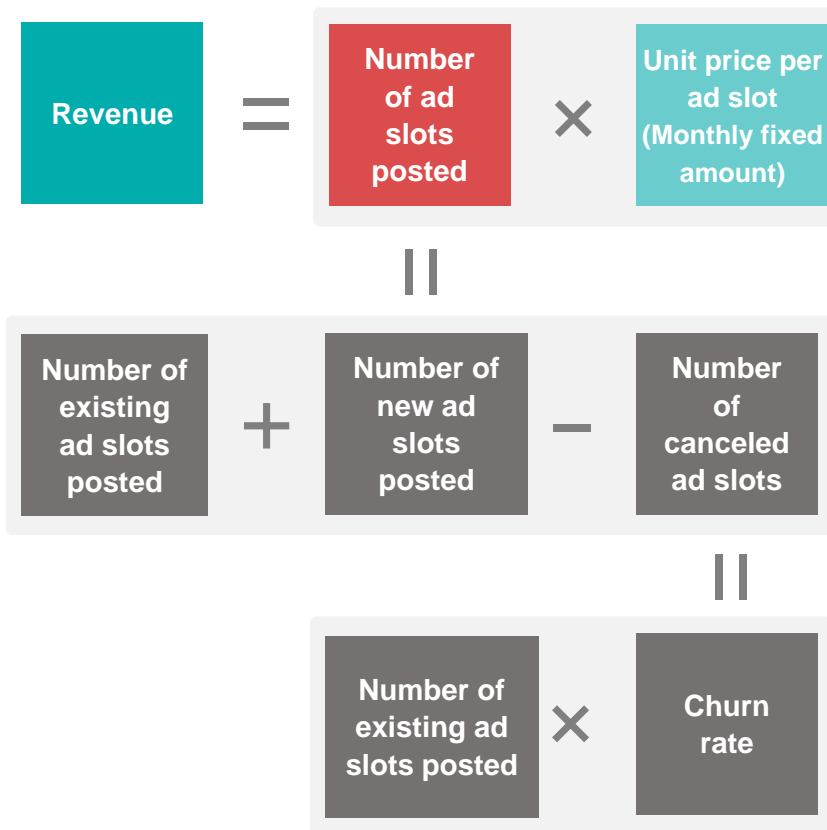 Revenue
=
Number
of ad
slots
posted
×
Unit price per
ad slot
(Monthly fixed
amount)
=
Number of
existing
ad slots
posted
+
Number of
new ad
slots
posted
−
Number
of
canceled
ad slots
=
Number of
existing ad
slots posted
×
Churn
rate